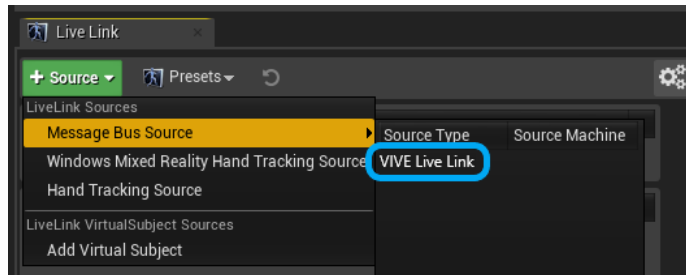 Live Link
+ Source Presets
LiveLink Sources
Message Bus Source
Source Type Source Machine
Windows Mixed Reality Hand Tracking Source
VIVE Live Link
Hand Tracking Source
LiveLink VirtualSubject Sources
Add Virtual Subject